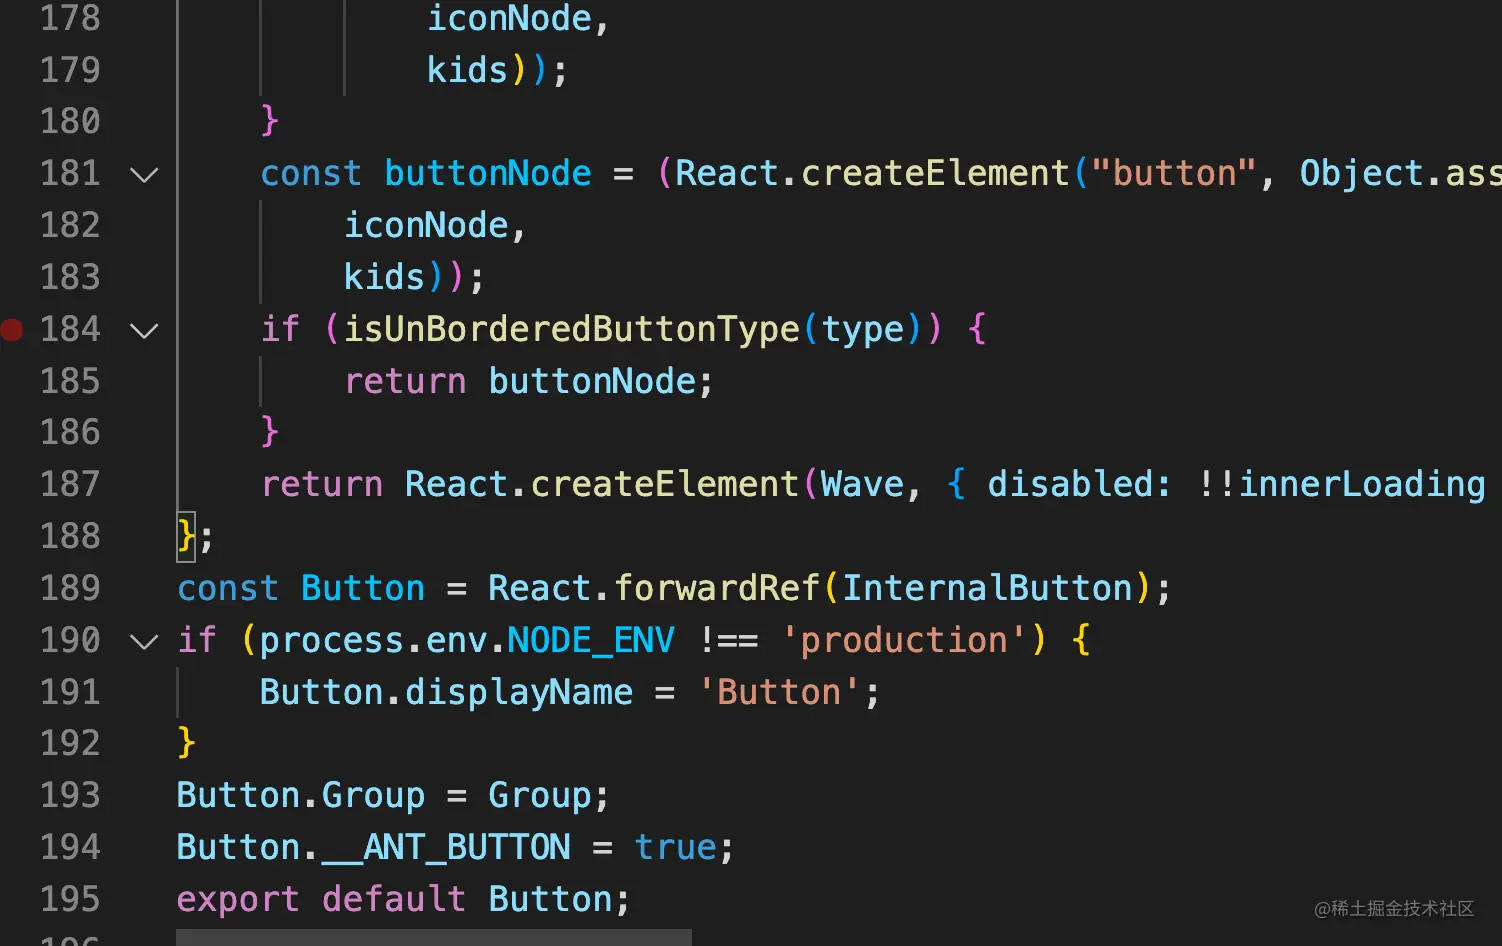 178 iconNode,
179 kids));
180 }
181 const buttonNode = (React.createElement("button", Object.ass
182 iconNode,
183 kids));
184 if (isUnBorderedButtonType(type)) {
185 return buttonNode;
186 }
187 return React.createElement(Wave, { disabled: !!innerLoading
188 };
189 const Button = React.forwardRef(InternalButton);
190 if (process.env.NODE_ENV !== 'production') {
191 Button.displayName = 'Button';
192 }
193 Button.Group = Group;
194 Button.__ANT_BUTTON = true;
195 export default Button;
@稀土掘金技术社区